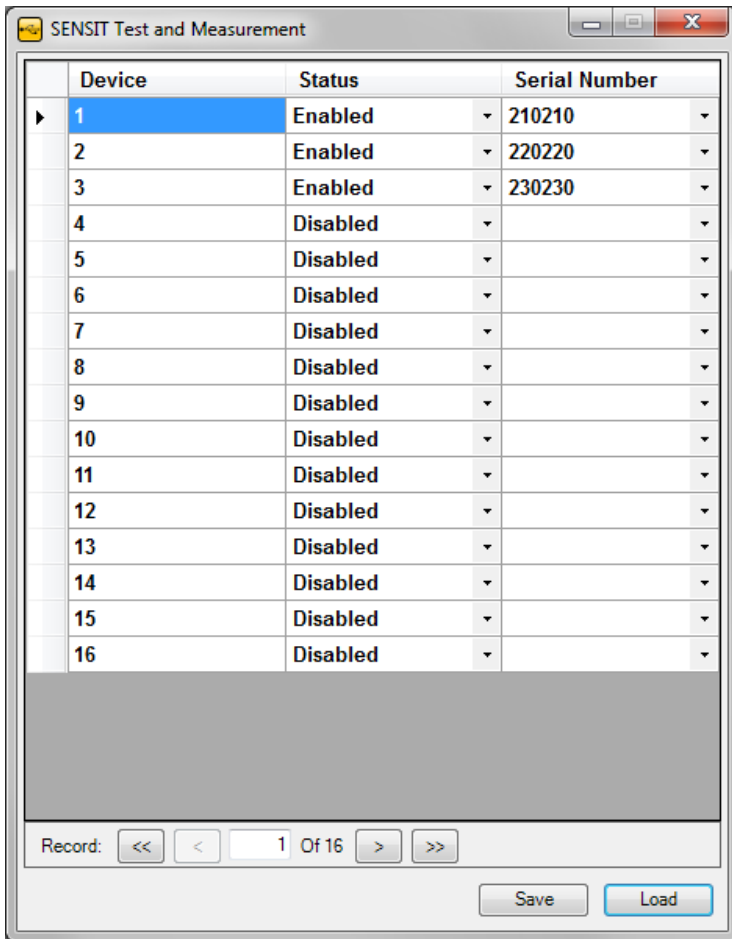 SENSIT Test and Measurement
Device Status Serial Number
1 Enabled 210210
2 Enabled 220220
3 Enabled 230230
4 Disabled
5 Disabled
6 Disabled
7 Disabled
8 Disabled
9 Disabled
10 Disabled
11 Disabled
12 Disabled
13 Disabled
14 Disabled
15 Disabled
16 Disabled
Record: << < 1 Of 16 > >>
Save Load